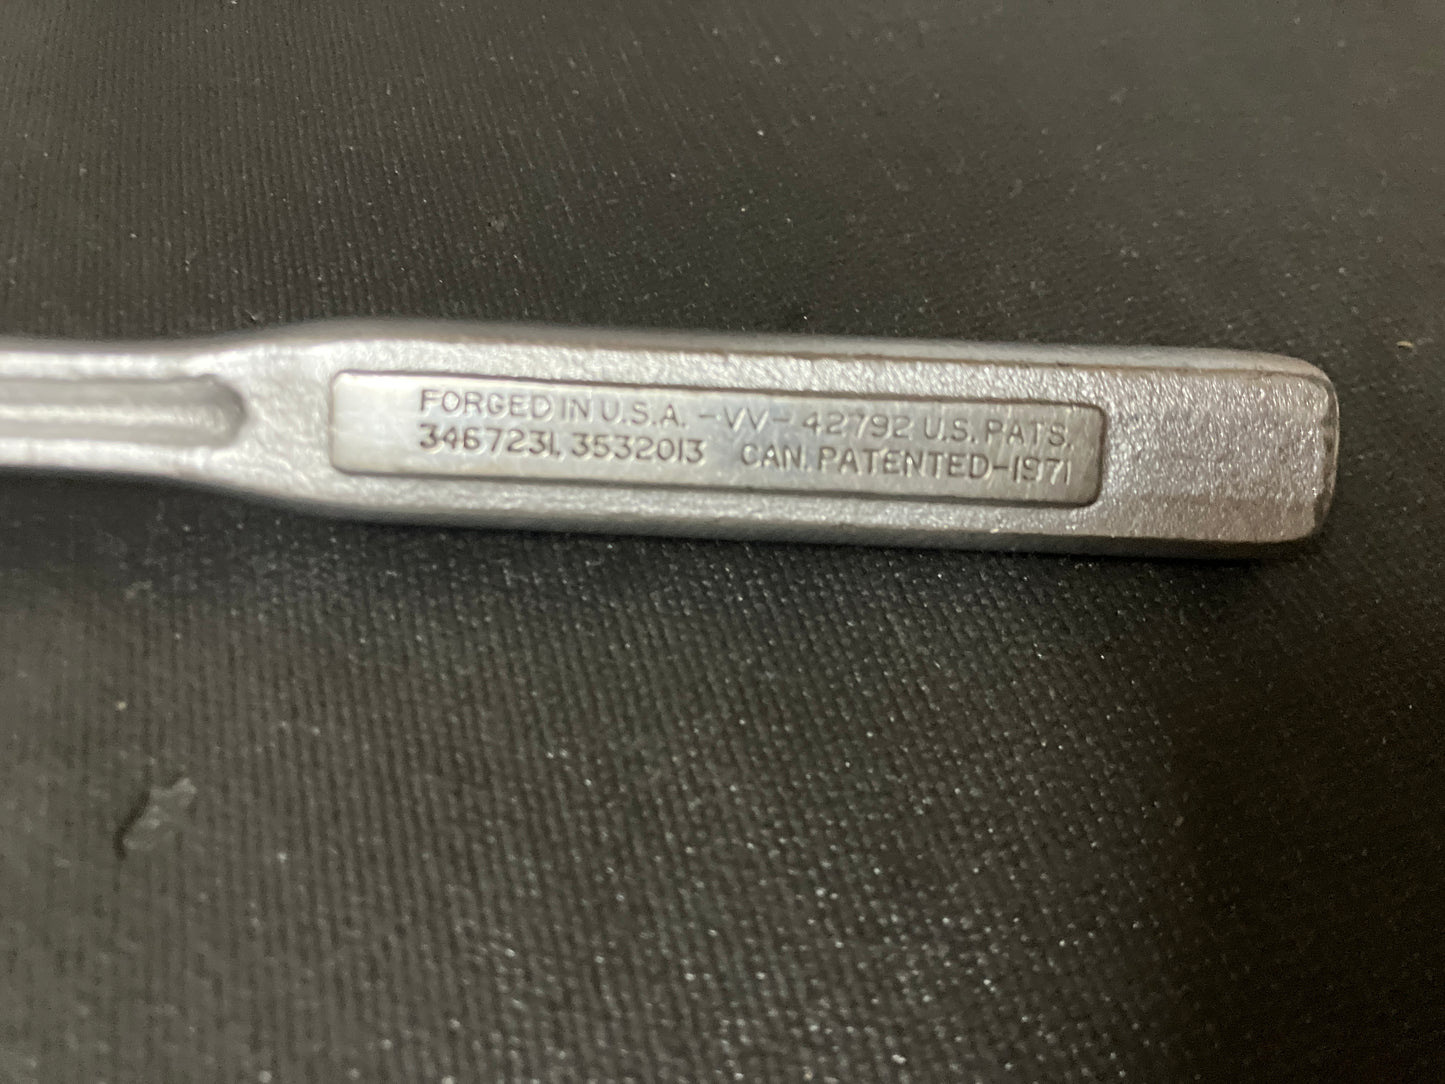 FORGED IN U.S.A. -VV- 42792 U.S. PATS.
3467231, 3532013 CAN. PATENTED-1971